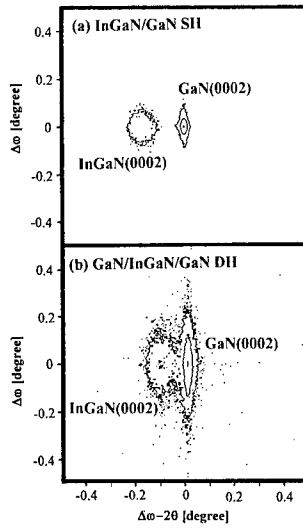 (a) InGaN/GaN SH
0.4
GaN(0002)
0.2
0
InGaN(0002)
-0.2
-0.4
Δω [degree]
(b) GaN/InGaN/GaN DH
0.4
0.2
GaN(0002)
0
InGaN(0002)
-0.2
-0.4
Δω [degree]
-0.4 -0.2 0 0.2 0.4
Δω-2θ [degree]